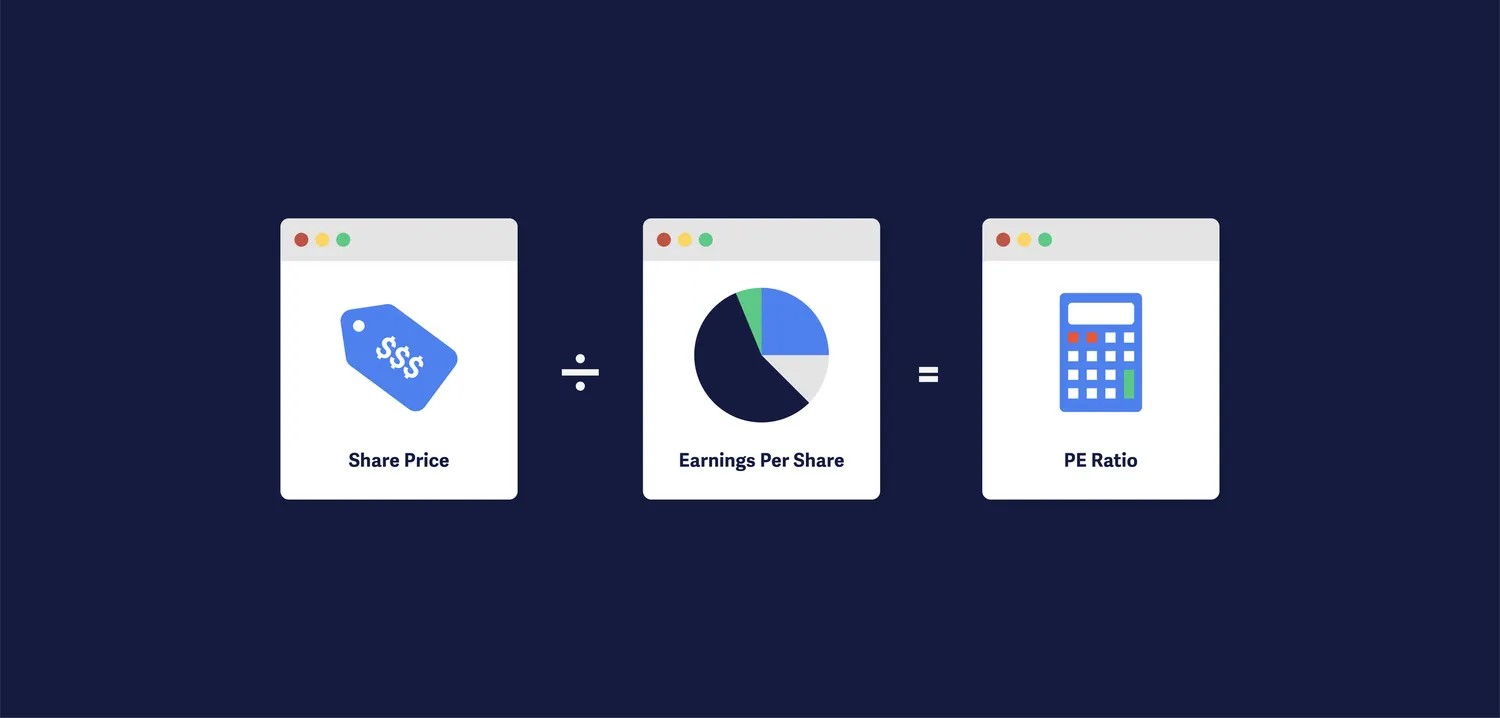 $$$
÷
=
Share Price
Earnings Per Share
PE Ratio